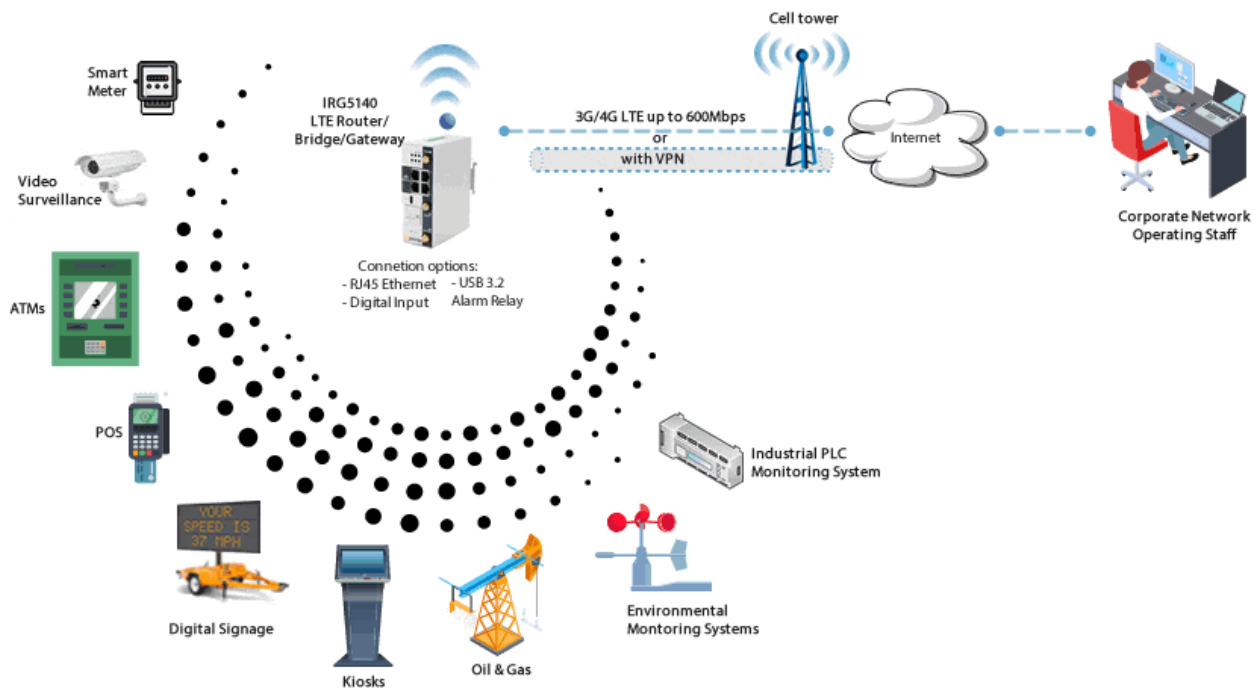 Cell tower
Smart
Meter
IRG5140
LTE Router/
Bridge/Gateway
3G/4G LTE up to 600Mbps
or
with VPN
Internet
Video
Surveillance
Corporate Network
Operating Staff
Connetion options:
- RJ45 Ethernet
- Digital Input
- USB 3.2
Alarm Relay
ATMs
POS
Industrial PLC
Monitoring System
YOUR
SPEED IS
37 MPH
Digital Signage
Kiosks
Oil & Gas
Environmental
Montoring Systems